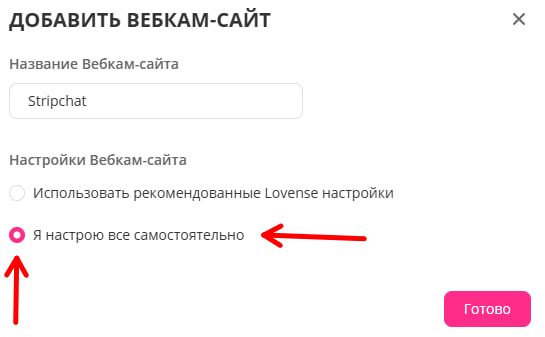 ДОБАВИТЬ ВЕБКАМ-САЙТ
Название Вебкам-сайта
Stripchat
Настройки Вебкам-сайта
Использовать рекомендованные Lovense настройки
Я настрою все самостоятельно
Готово